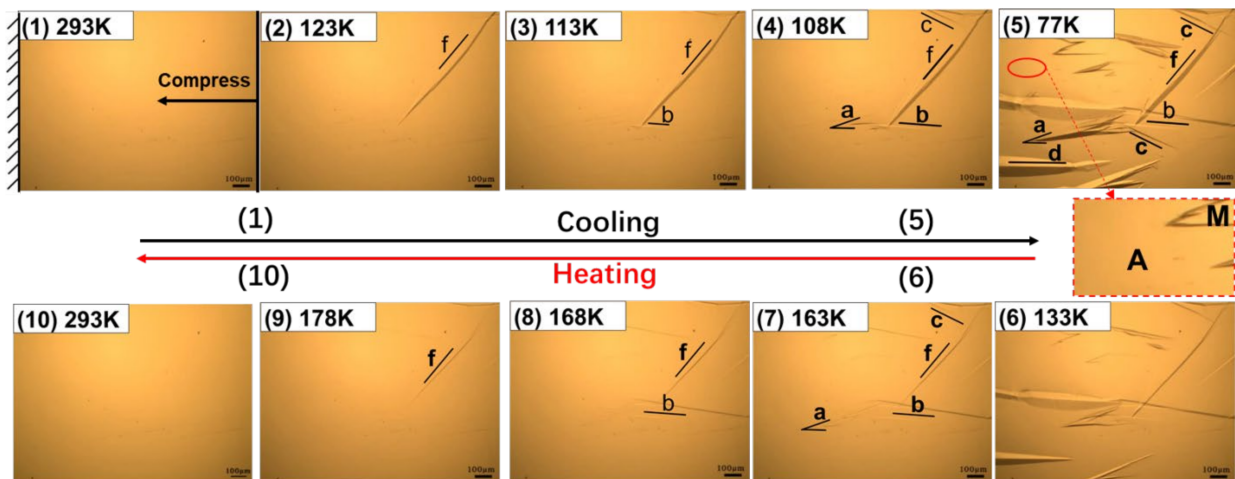 (1) 293K
Compress
100μm
(2) 123K
f
100μm
(3) 113K
f
b
100μm
(4) 108K
c
f
a
b
100μm
(5) 77K
c
f
b
a
c
d
100μm
M
A
(1)
Cooling
(5)
(10)
Heating
(6)
(10) 293K
100μm
(9) 178K
f
100μm
(8) 168K
f
b
100μm
(7) 163K
c
f
a
b
100μm
(6) 133K
100μm